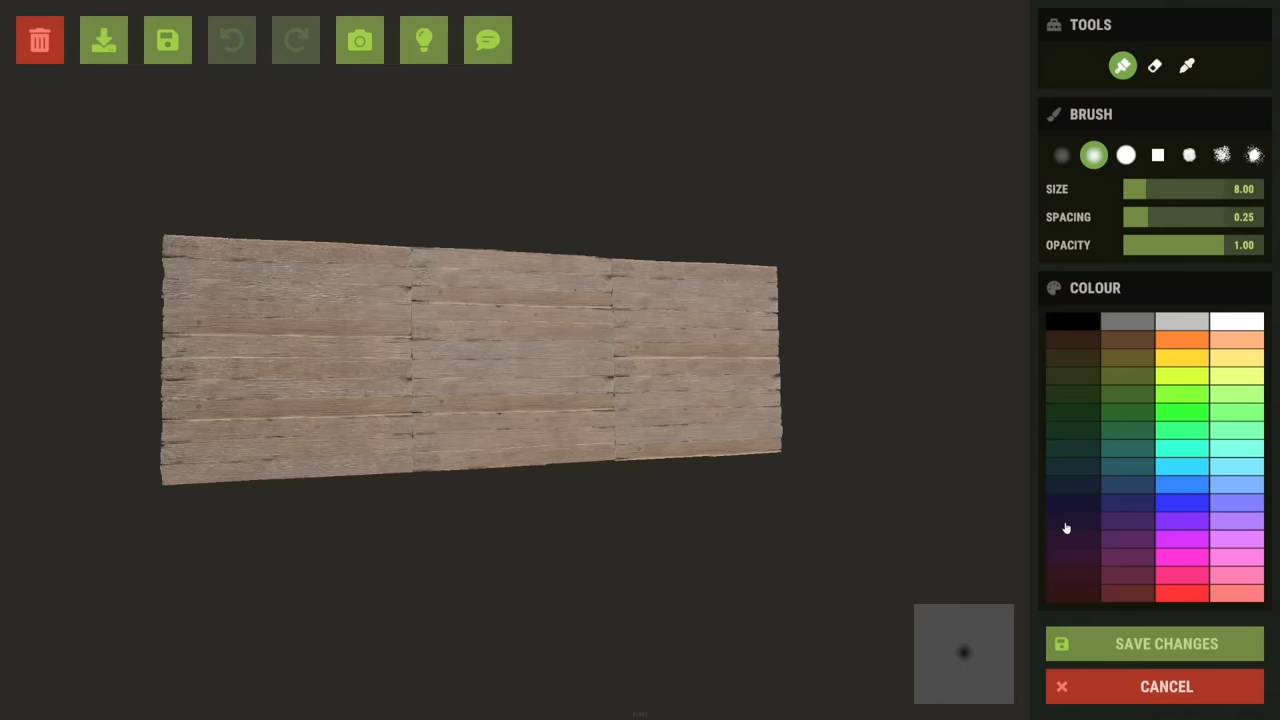 TOOLS
BRUSH
SIZE 8.00
SPACING 0.25
OPACITY 1.00
COLOUR
SAVE CHANGES
CANCEL